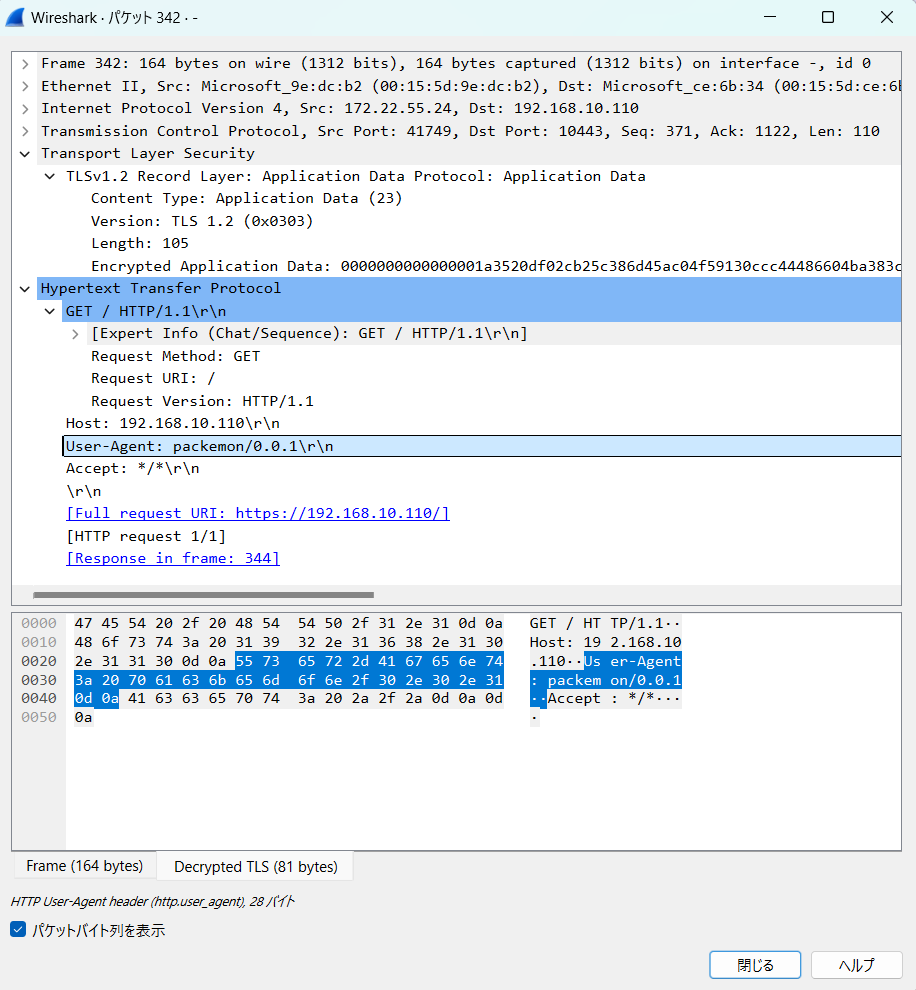 Wireshark · パケット 342 · -
Frame 342: 164 bytes on wire (1312 bits), 164 bytes captured (1312 bits) on interface -, id 0
Ethernet II, Src: Microsoft_9e:dc:b2 (00:15:5d:9e:dc:b2), Dst: Microsoft_ce:6b:34 (00:15:5d:ce:6b
Internet Protocol Version 4, Src: 172.22.55.24, Dst: 192.168.10.110
Transmission Control Protocol, Src Port: 41749, Dst Port: 10443, Seq: 371, Ack: 1122, Len: 110
Transport Layer Security
TLSv1.2 Record Layer: Application Data Protocol: Application Data
Content Type: Application Data (23)
Version: TLS 1.2 (0x0303)
Length: 105
Encrypted Application Data: 0000000000000001a3520df02cb25c386d45ac04f59130ccc44486604ba383c
Hypertext Transfer Protocol
GET / HTTP/1.1\r\n
[Expert Info (Chat/Sequence): GET / HTTP/1.1\r\n]
Request Method: GET
Request URI: /
Request Version: HTTP/1.1
Host: 192.168.10.110\r\n
User-Agent: packemon/0.0.1\r\n
Accept: */*\r\n
\r\n
[Full request URI: https://192.168.10.110/]
[HTTP request 1/1]
[Response in frame: 344]
0000 47 45 54 20 2f 20 48 54 54 50 2f 31 2e 31 0d 0a GET / HT TP/1.1··
0010 48 6f 73 74 3a 20 31 39 32 2e 31 36 38 2e 31 30 Host: 19 2.168.10
0020 2e 31 31 30 0d 0a 55 73 65 72 2d 41 67 65 6e 74 .110··Us er-Agent
0030 3a 20 70 61 63 6b 65 6d 6f 6e 2f 30 2e 30 2e 31 : packem on/0.0.1
0040 0d 0a 41 63 63 65 70 74 3a 20 2a 2f 2a 0d 0a 0d ··Accept : */*···
0050 0a ·
Frame (164 bytes) Decrypted TLS (81 bytes)
HTTP User-Agent header (http.user_agent), 28 バイト
パケットバイト列を表示
閉じる ヘルプ